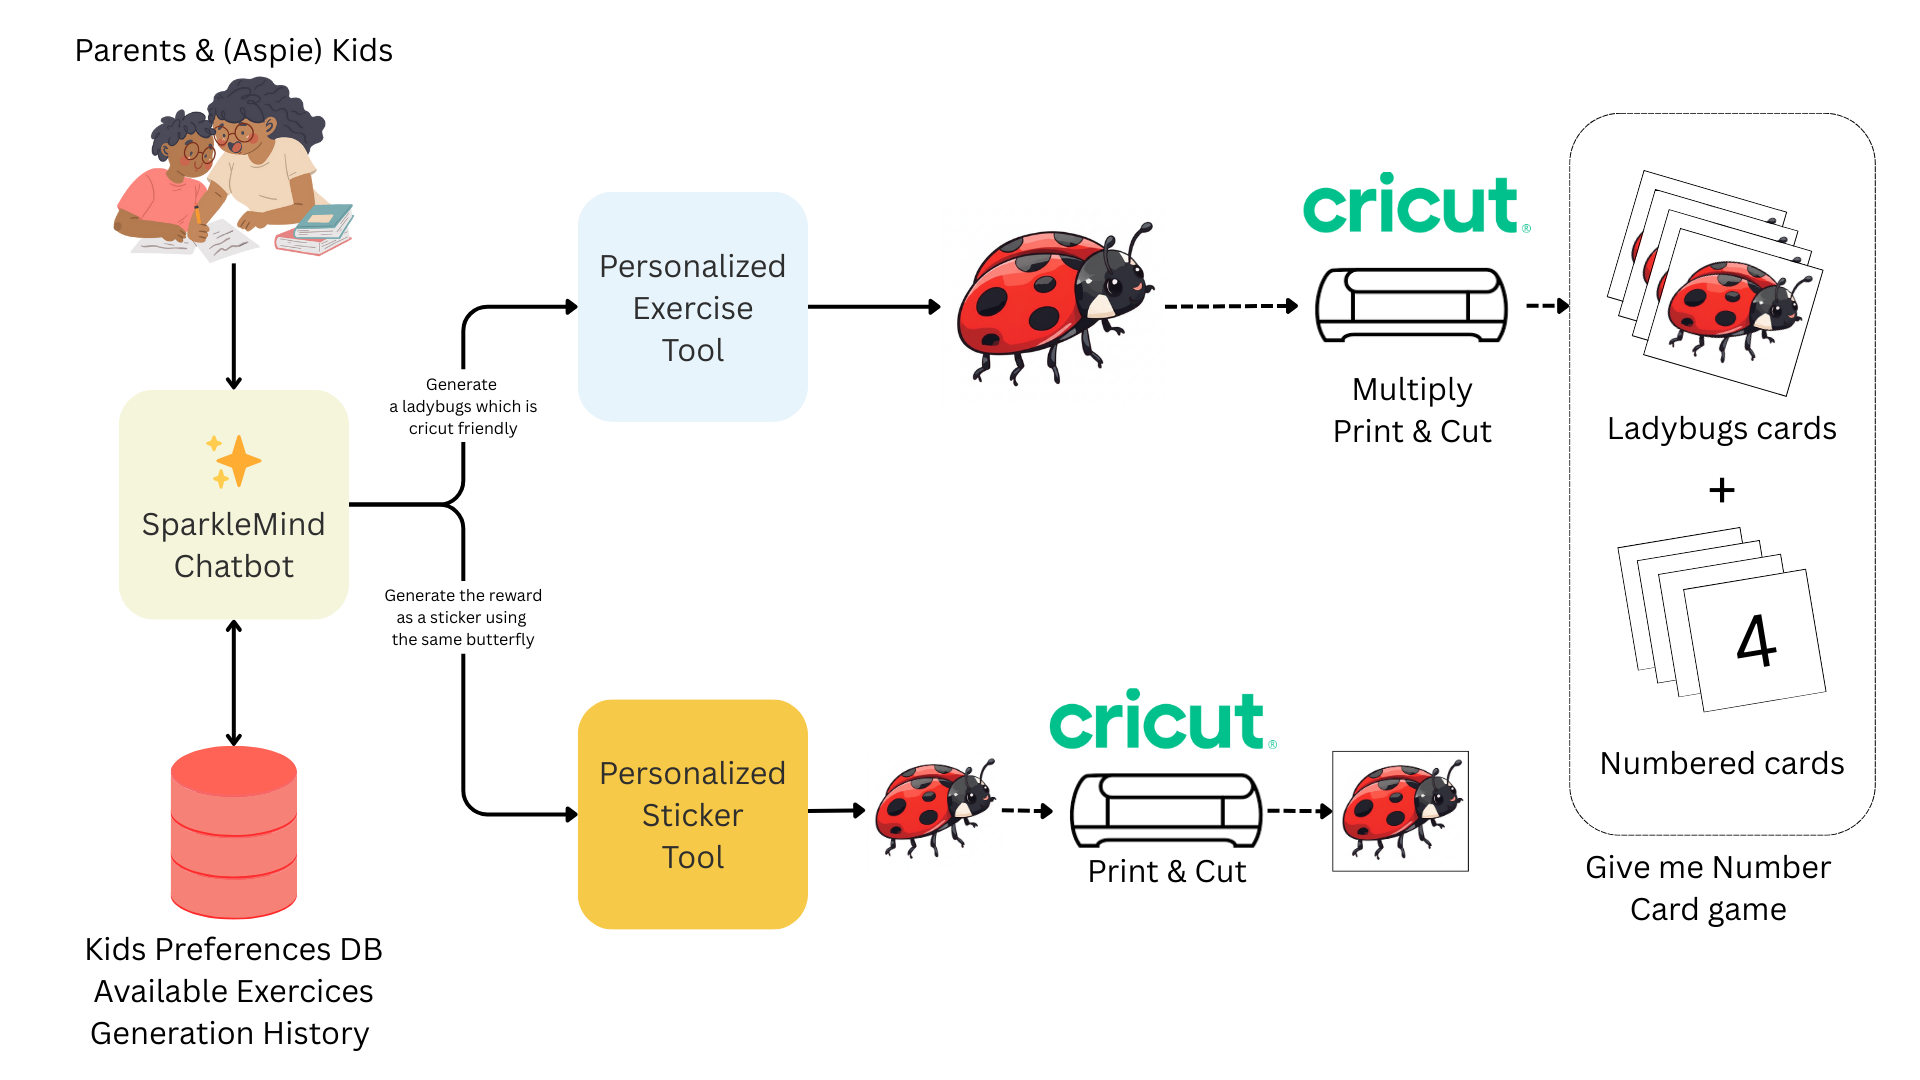 Parents & (Aspie) Kids
SparkleMind
Chatbot
Kids Preferences DB
Available Exercices
Generation History
Generate
a ladybugs which is
cricut friendly
Generate the reward
as a sticker using
the same butterfly
Personalized
Exercise
Tool
Personalized
Sticker
Tool
cricut®
Multiply
Print & Cut
cricut®
Print & Cut
Ladybugs cards
+
4
Numbered cards
Give me Number
Card game